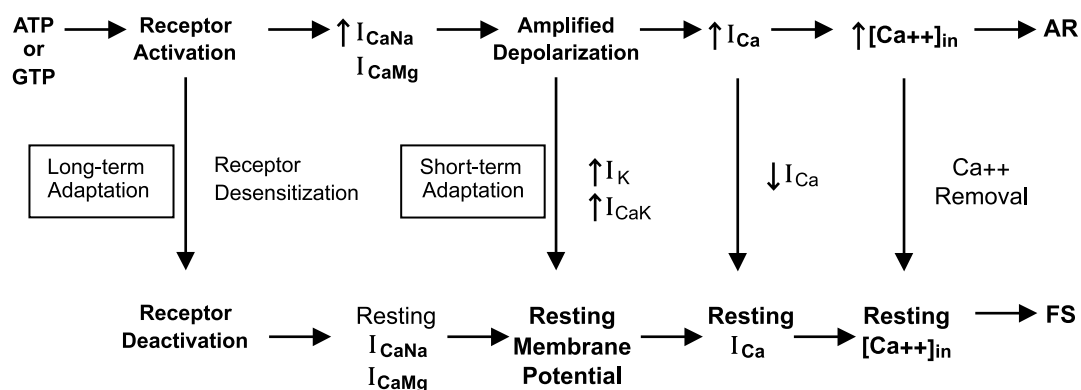 ATP
or
GTP
Receptor
Activation
↑ I CaNa
I CaMg
Amplified
Depolarization
↑ I Ca
↑ [Ca++]in
AR
Long-term
Adaptation
Receptor
Desensitization
Short-term
Adaptation
↑ I K
↑ I CaK
↓ I Ca
Ca++
Removal
Receptor
Deactivation
Resting
I CaNa
I CaMg
Resting
Membrane
Potential
Resting
I Ca
Resting
[Ca++]in
FS